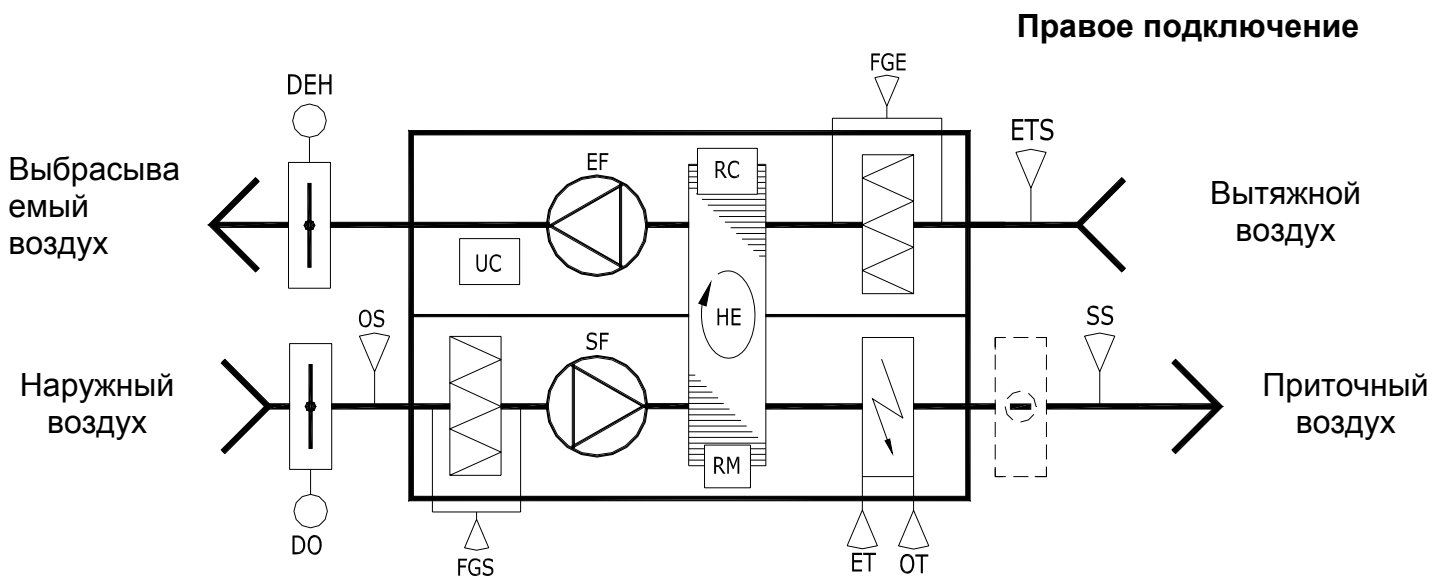 Правое подключение
FGE
DEH
ETS
EF
RC
Выбрасыва
емый
воздух
Вытяжной
воздух
UC
HE
OS
SF
SS
Наружный
воздух
Приточный
воздух
RM
DO
FGS
ET
OT